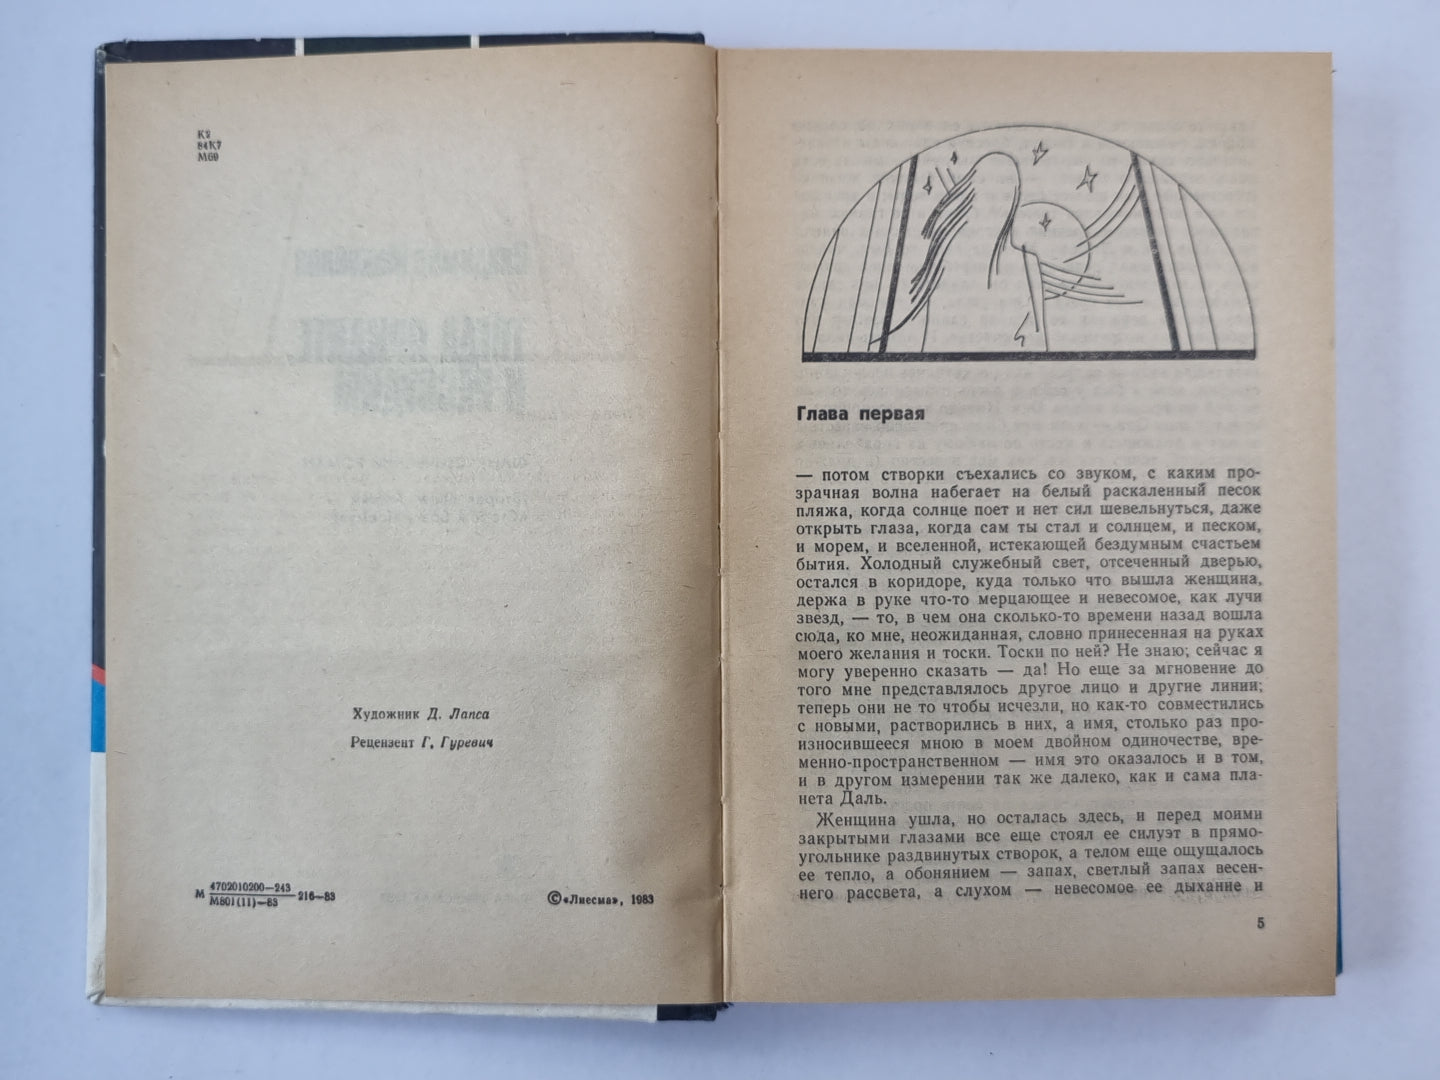 К2
84К7
М69
Художник Д. Лапса
Рецензент Г. Гуревич
М 4702010200—243
М801(11)—83
216—83
©«Лиесма», 1983
Глава первая
— потом створки съехались со звуком, с каким про-
зрачная волна набегает на белый раскаленный песок
пляжа, когда солнце поет и нет сил шевельнуться, даже
открыть глаза, когда сам ты стал и солнцем, и песком,
и морем, и вселенной, истекающей бездумным счастьем
бытия. Холодный служебный свет, отсеченный дверью,
остался в коридоре, куда только что вышла женщина,
держа в руке что-то мерцающее и невесомое, как лучи
звезд, — то, в чем она сколько-то времени назад вошла
сюда, ко мне, неожиданная, словно принесенная на руках
моего желания и тоски. Тоски по ней? Не знаю; сейчас я
могу уверенно сказать — да! Но еще за мгновение до
того мне представлялось другое лицо и другие линии;
теперь они не то чтобы исчезли, но как-то совместились
с новыми, растворились в них, а имя, столько раз про-
износившееся мною в моем двойном одиночестве, вре-
менно-пространственном — имя это оказалось и в том,
и в другом измерении так же далеко, как и сама пла-
нета Даль.
Женщина ушла, но осталась здесь, и перед моими
закрытыми глазами все еще стоял ее силуэт в прямо-
угольнике раздвинутых створок, а телом еще ощущалось
ее тепло, а обонянием — запах, светлый запах весен-
него рассвета, а слухом — невесомое ее дыхание и
5